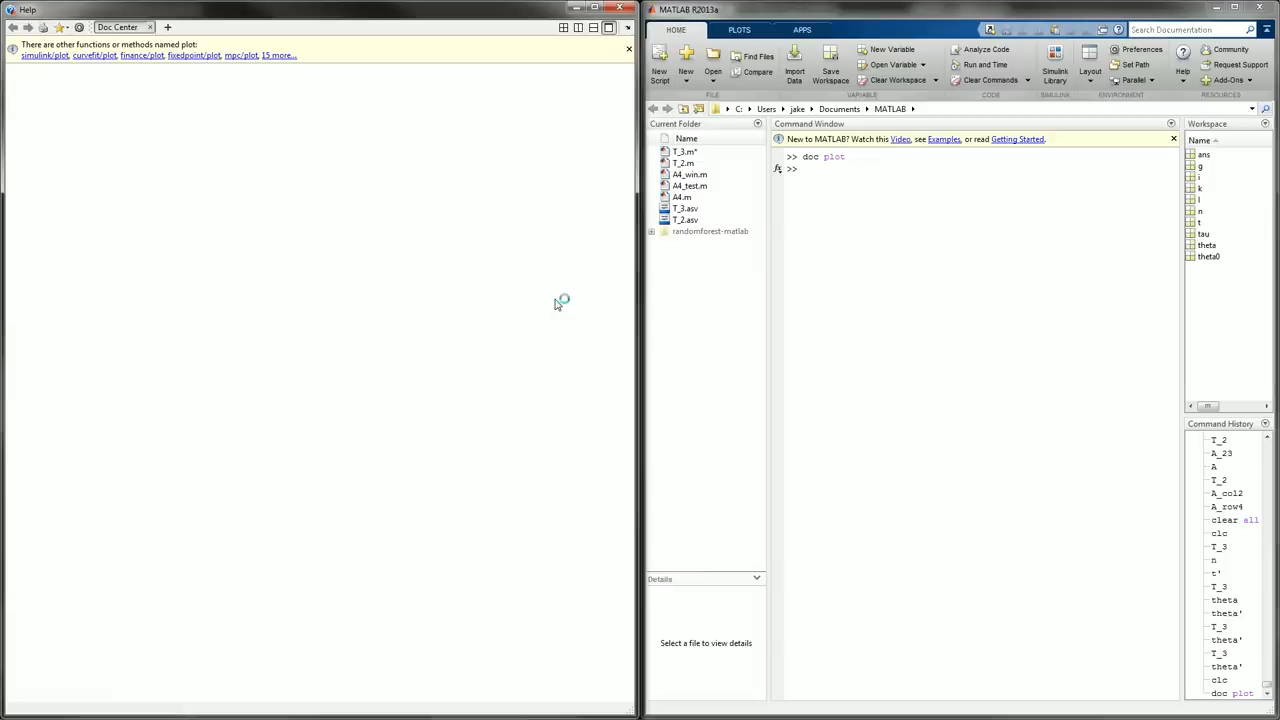 Help
Doc Center
There are other functions or methods named plot:
simulink/plot, curvefit/plot, finance/plot, fixedpoint/plot, mpc/plot, 15 more...
MATLAB R2013a
HOME PLOTS APPS
Search Documentation
New Script
New
Open
Find Files
Compare
FILE
Import Data
Save Workspace
New Variable
Open Variable
Clear Workspace
VARIABLE
Analyze Code
Run and Time
Clear Commands
CODE
Simulink Library
SIMULINK
Layout
Preferences
Set Path
Parallel
ENVIRONMENT
Help
Community
Request Support
Add-Ons
RESOURCES
C: Users jake Documents MATLAB
Current Folder
Name
T_3.m*
T_2.m
A4_win.m
A4_test.m
A4.m
T_3.asv
T_2.asv
randomforest-matlab
Details
Select a file to view details
Command Window
New to MATLAB? Watch this Video, see Examples, or read Getting Started.
>> doc plot
fx >>
Workspace
Name
ans
g
i
k
l
n
t
tau
theta
theta0
Command History
T_2
A_23
A
T_2
A_col2
A_row4
clear all
clc
T_3
n
t'
T_3
theta
theta'
T_3
theta'
T_3
theta'
clc
doc plot